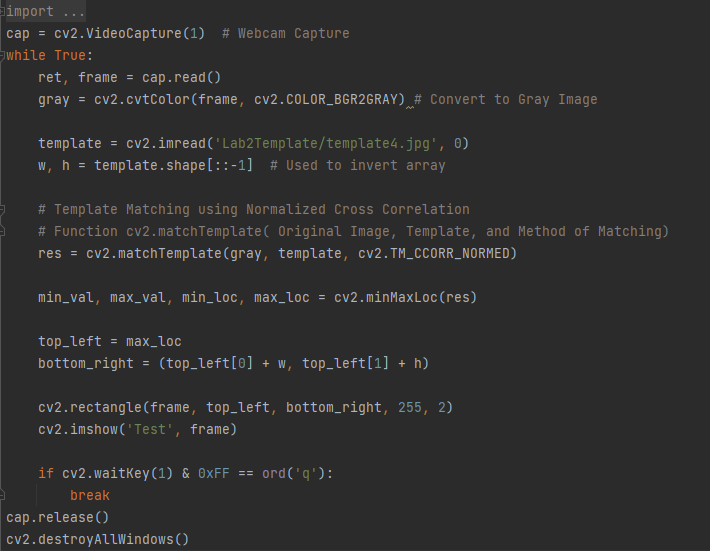 import ...
cap = cv2.VideoCapture(1)  # Webcam Capture
while True:
    ret, frame = cap.read()
    gray = cv2.cvtColor(frame, cv2.COLOR_BGR2GRAY) # Convert to Gray Image
    template = cv2.imread('Lab2Template/template4.jpg', 0)
    w, h = template.shape[::-1]  # Used to invert array
    # Template Matching using Normalized Cross Correlation
    # Function cv2.matchTemplate( Original Image, Template, and Method of Matching)
    res = cv2.matchTemplate(gray, template, cv2.TM_CCORR_NORMED)
    min_val, max_val, min_loc, max_loc = cv2.minMaxLoc(res)
    top_left = max_loc
    bottom_right = (top_left[0] + w, top_left[1] + h)
    cv2.rectangle(frame, top_left, bottom_right, 255, 2)
    cv2.imshow('Test', frame)
    if cv2.waitKey(1) & 0xFF == ord('q'):
        break
cap.release()
cv2.destroyAllWindows()